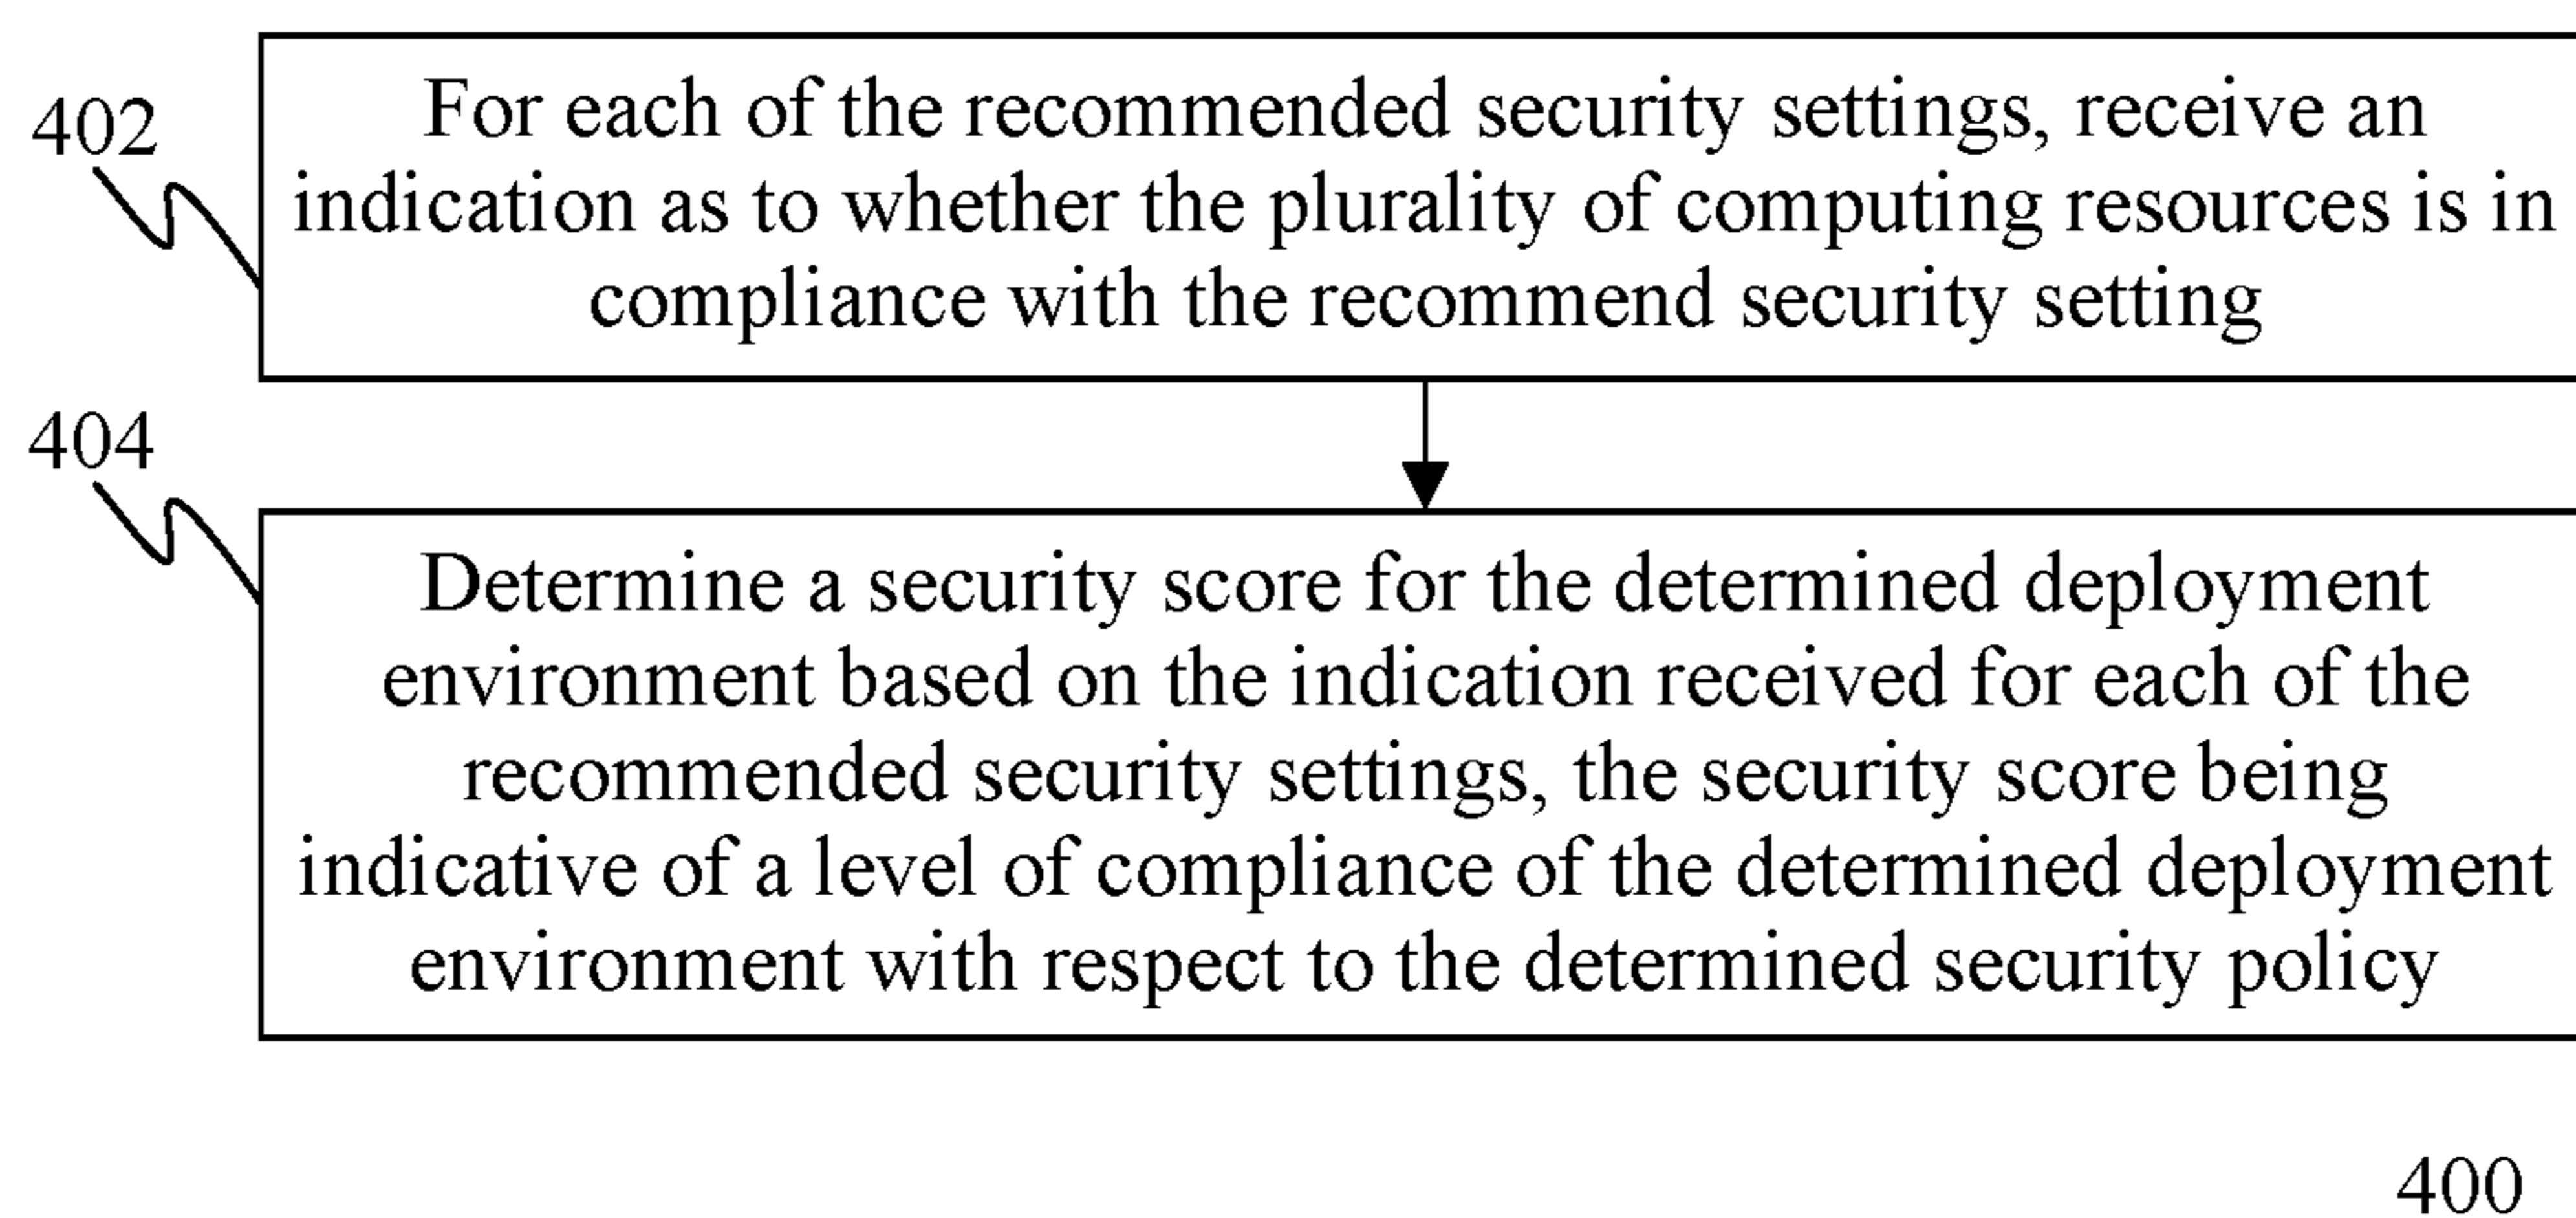 402
For each of the recommended security settings, receive an
indication as to whether the plurality of computing resources is in
compliance with the recommend security setting
404
Determine a security score for the determined deployment
environment based on the indication received for each of the
recommended security settings, the security score being
indicative of a level of compliance of the determined deployment
environment with respect to the determined security policy
400